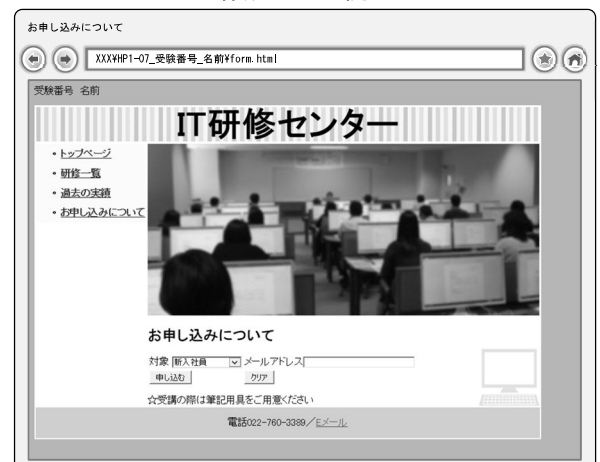 お申し込みについて
XXX¥HP1-07_受験番号_名前¥form.html
受験番号 名前
IT研修センター
・トップページ
・研修一覧
・過去の実績
・お申し込みについて
お申し込みについて
対象 新入社員 メールアドレス
申し込む クリア
☆受講の際は筆記用具をご用意ください
電話022-760-3389／Eメール